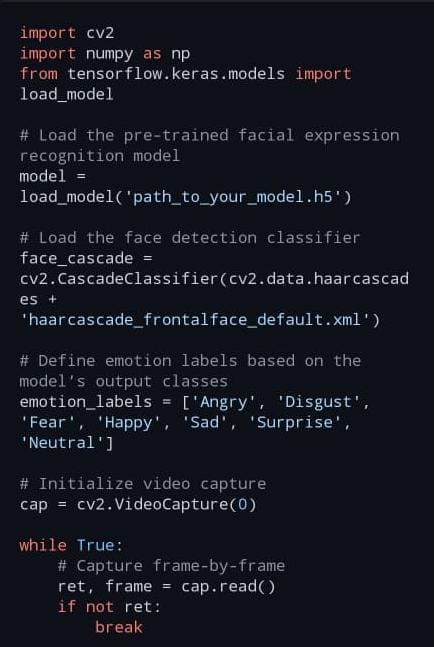 import cv2
import numpy as np
from tensorflow.keras.models import
load_model
# Load the pre-trained facial expression
recognition model
model =
load_model('path_to_your_model.h5')
# Load the face detection classifier
face_cascade =
cv2.CascadeClassifier(cv2.data.haarcascad
es +
'haarcascade_frontalface_default.xml')
# Define emotion labels based on the
model's output classes
emotion_labels = ['Angry', 'Disgust',
'Fear', 'Happy', 'Sad', 'Surprise',
'Neutral']
# Initialize video capture
cap = cv2.VideoCapture(0)
while True:
    # Capture frame-by-frame
    ret, frame = cap.read()
    if not ret:
        break